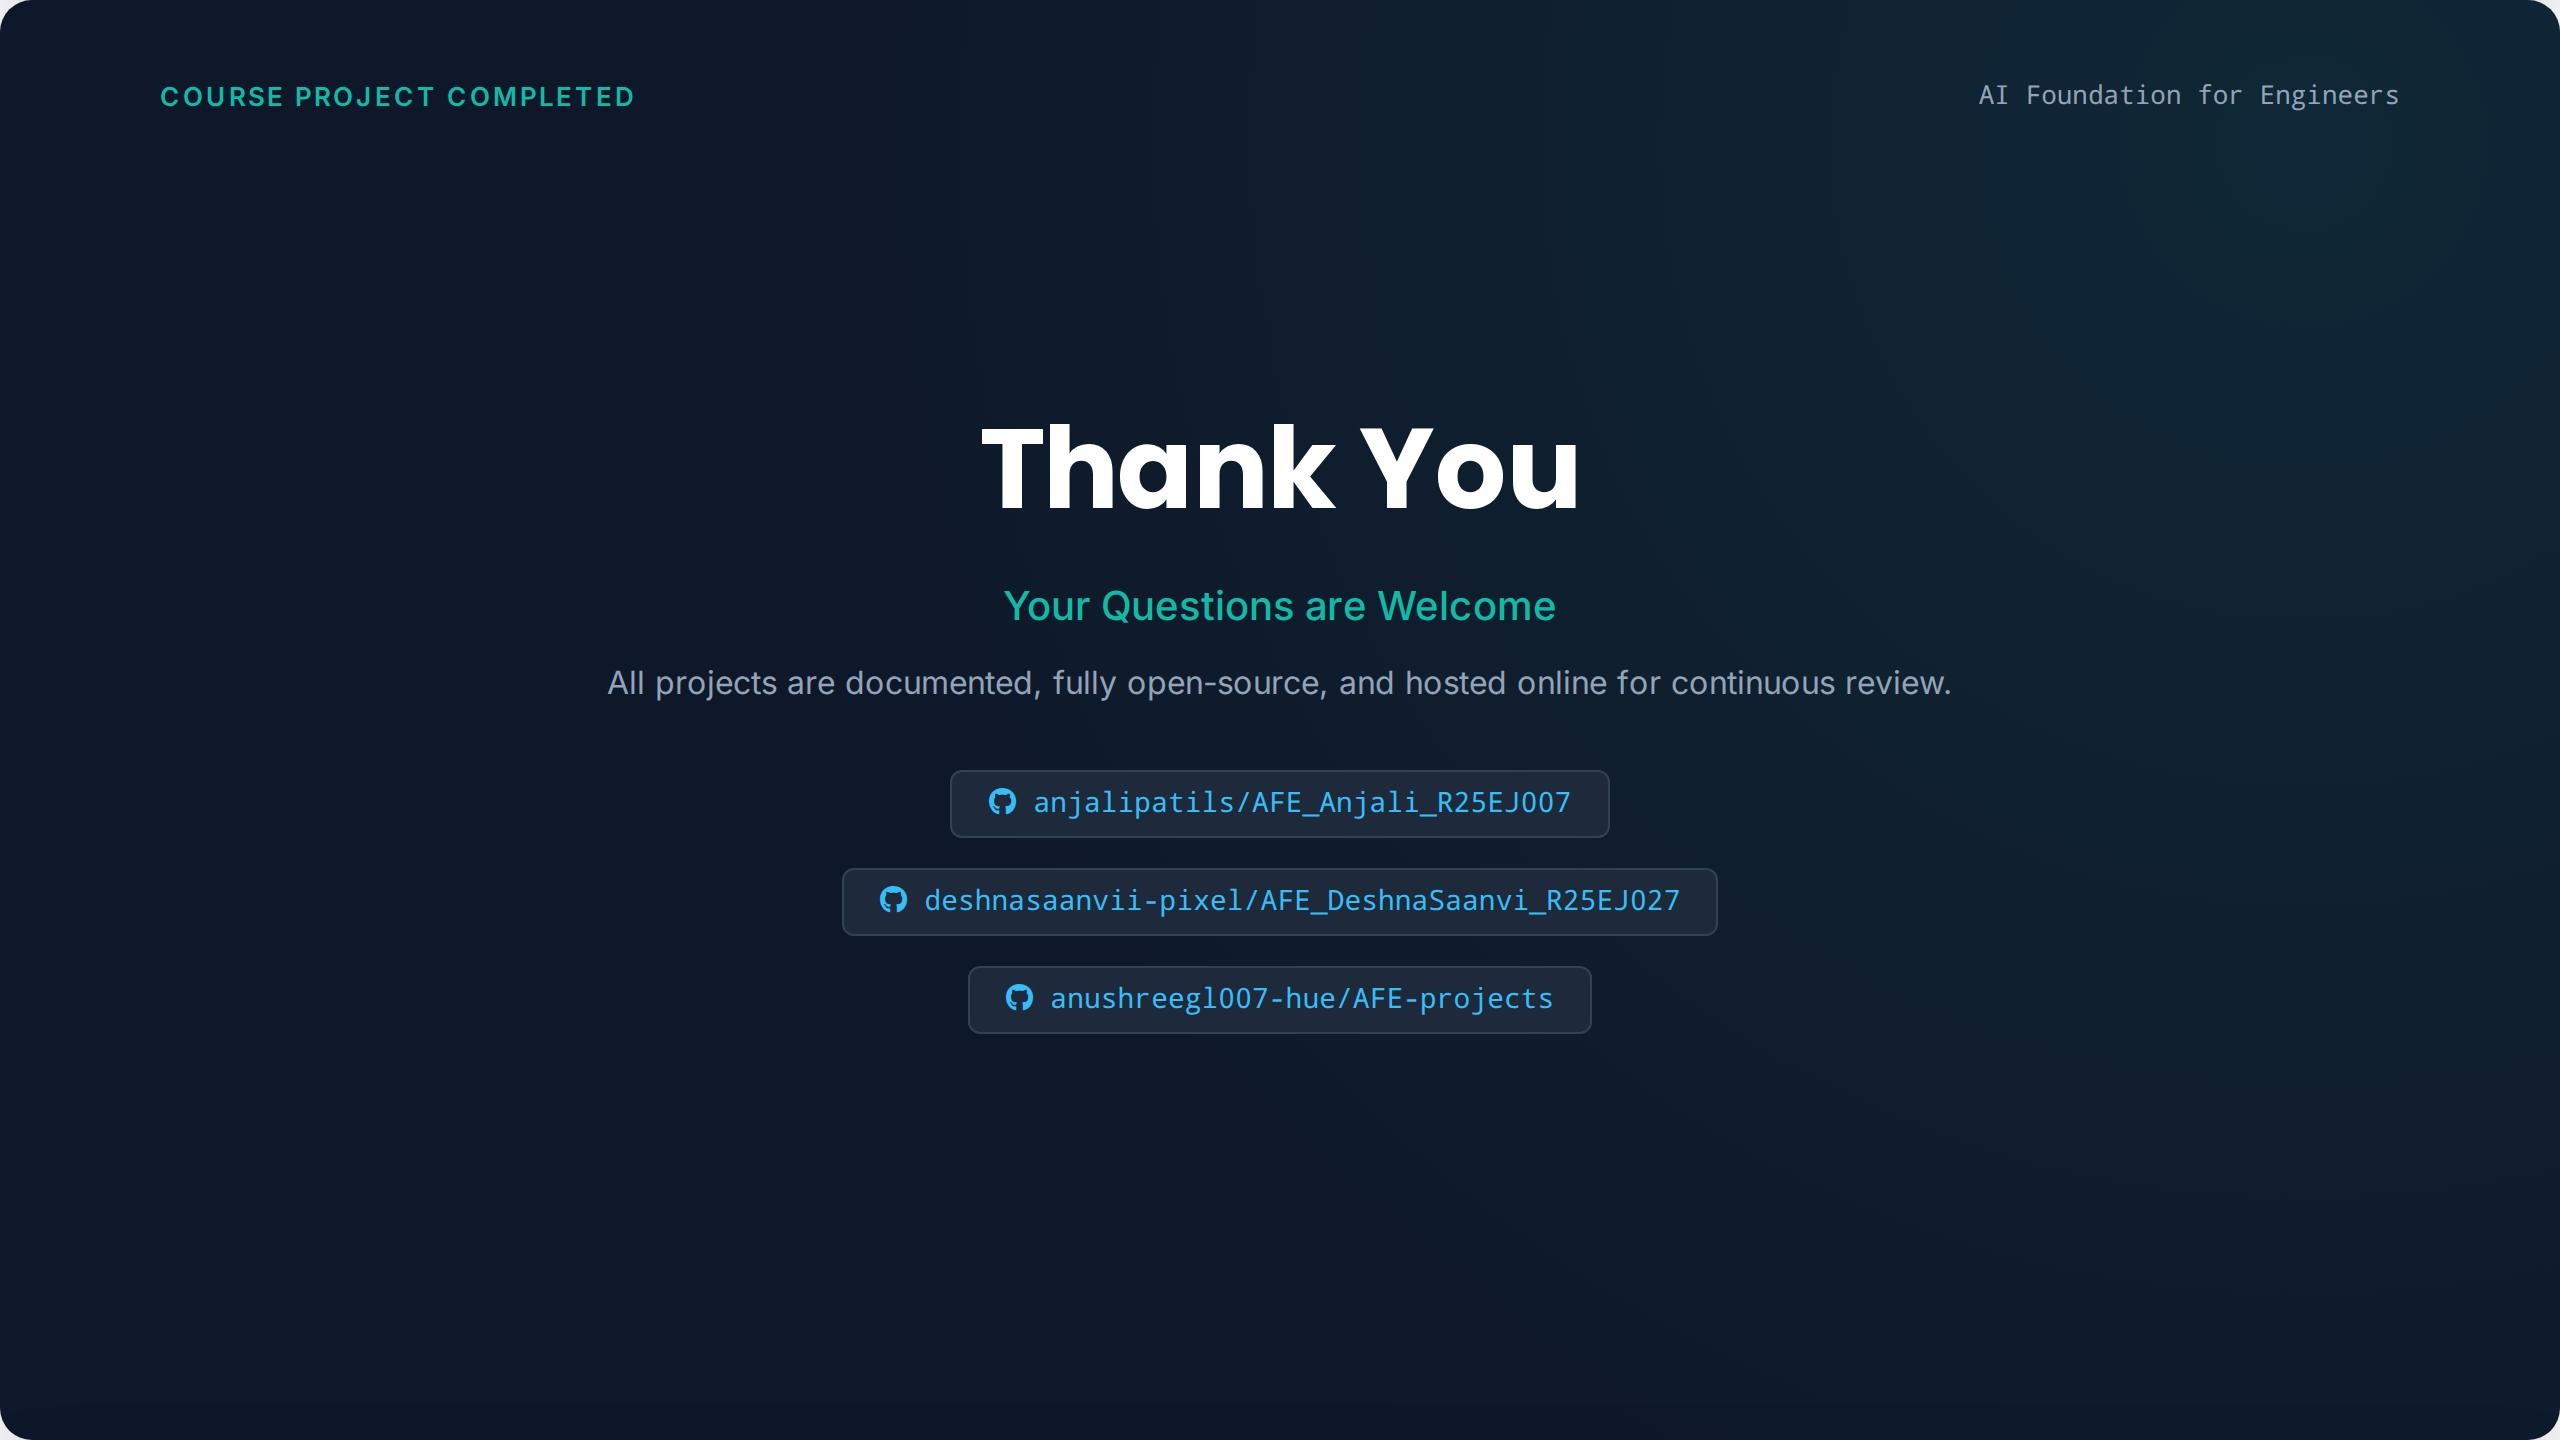 COURSE PROJECT COMPLETED
AI Foundation for Engineers
Thank You
Your Questions are Welcome
All projects are documented, fully open-source, and hosted online for continuous review.
anjalipatils/AFE_Anjali_R25EJ007
deshnasaanvii-pixel/AFE_DeshnaSaanvi_R25EJ027
anushreegl007-hue/AFE-projects